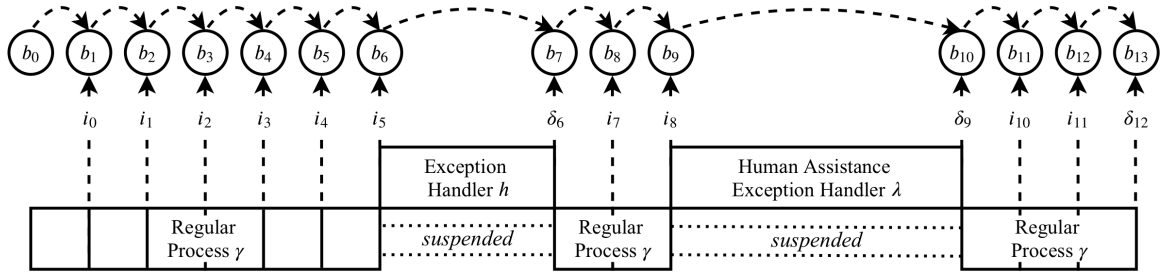 b₀ b₁ b₂ b₃ b₄ b₅ b₆ b₇ b₈ b₉ b₁₀ b₁₁ b₁₂ b₁₃
i₀ i₁ i₂ i₃ i₄ i₅ δ₆ i₇ i₈ δ₉ i₁₀ i₁₁ δ₁₂
Exception
Handler h
Human Assistance
Exception Handler λ
Regular
Process γ
suspended
Regular
Process γ
suspended
Regular
Process γ